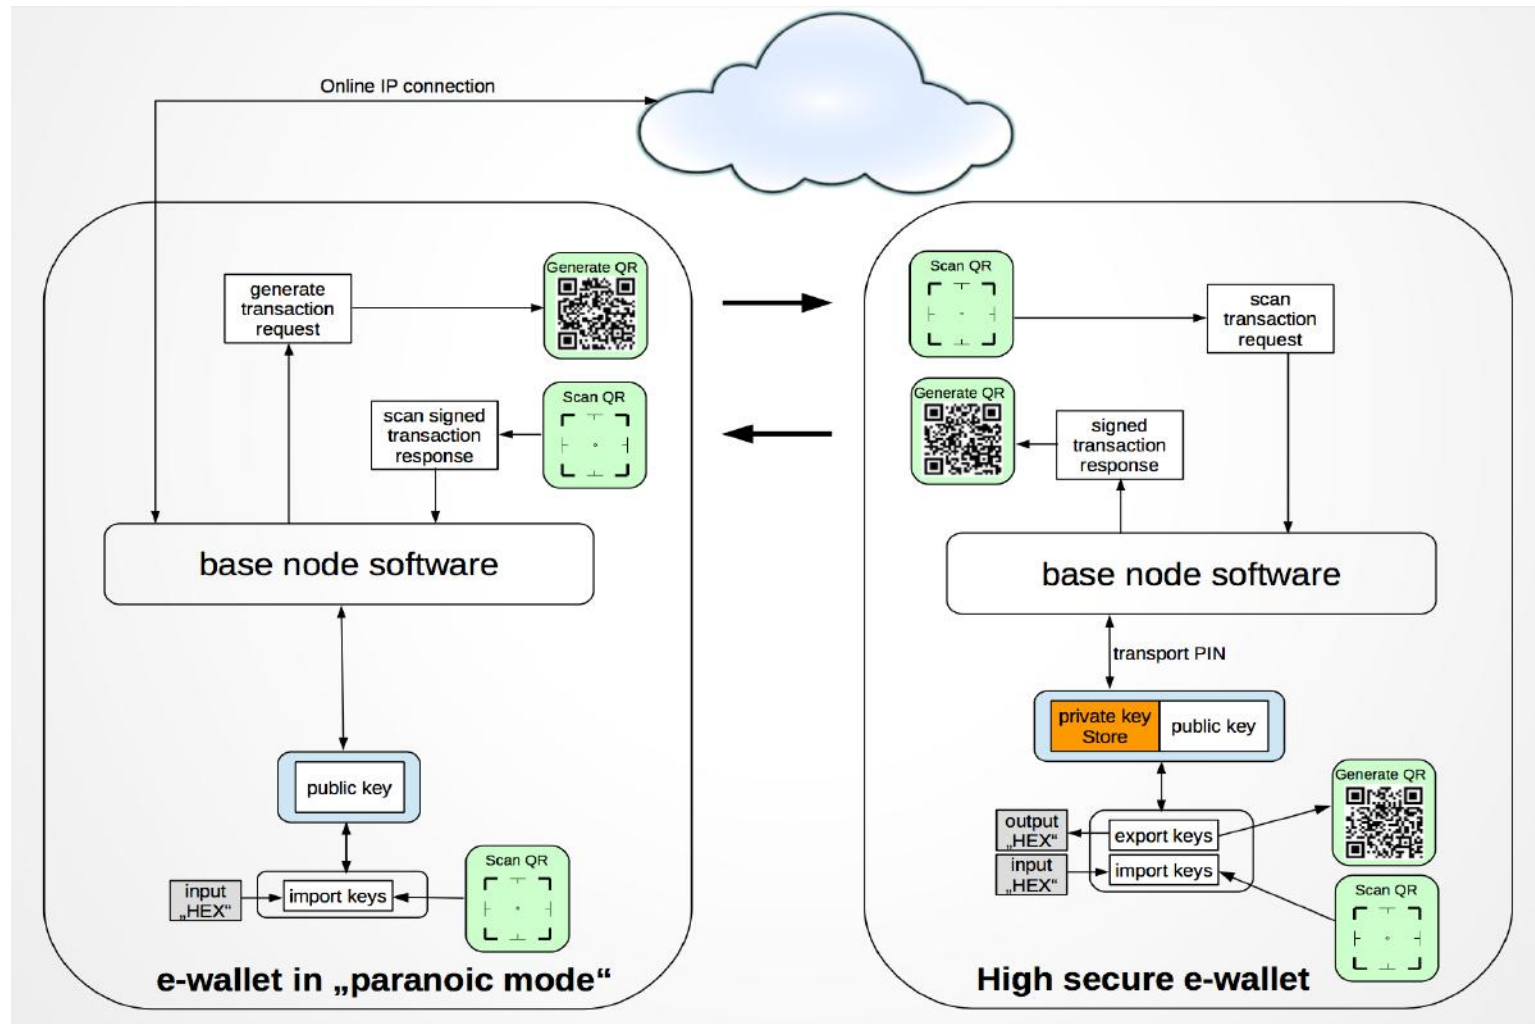 Online IP connection
Generate QR
generate
transaction
request
Scan QR
scan signed
transaction
response
base node software
public key
Scan QR
input
„HEX“
import keys
e-wallet in „paranoic mode“
Scan QR
scan
transaction
request
Generate QR
signed
transaction
response
base node software
transport PIN
private key
Store
public key
Generate QR
output
„HEX“
export keys
input
„HEX“
import keys
Scan QR
High secure e-wallet